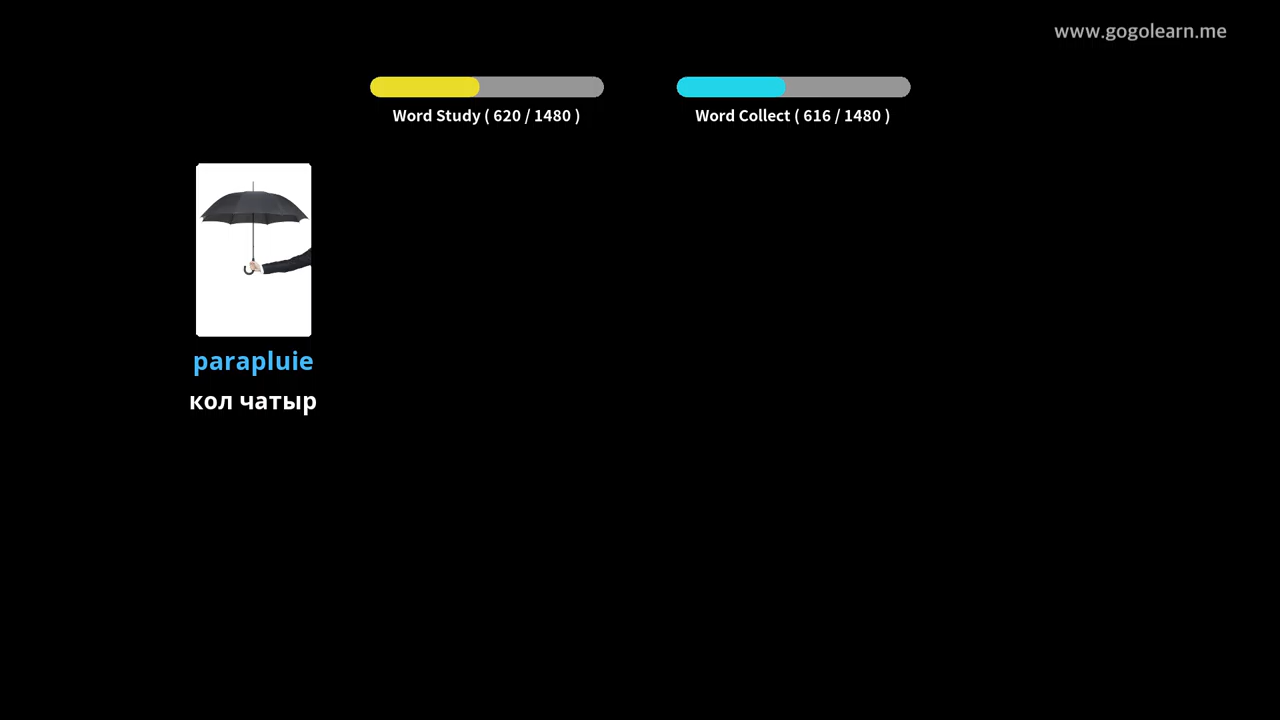 www.gogolearn.me
Word Study ( 620 / 1480 )
Word Collect ( 616 / 1480 )
parapluie
кол чатыр